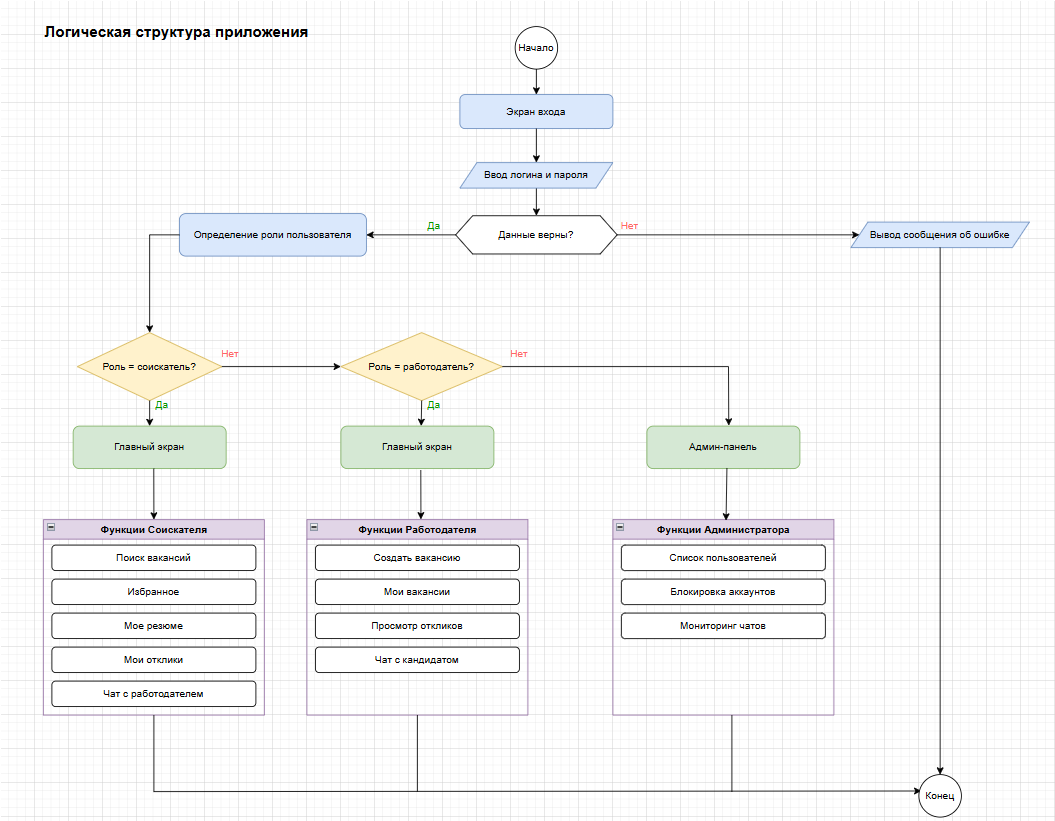 Логическая структура приложения
Начало
Экран входа
Ввод логина и пароля
Да
Нет
Определение роли пользователя
Данные верны?
Вывод сообщения об ошибке
Нет
Нет
Роль = соискатель?
Роль = работодатель?
Да
Да
Главный экран
Главный экран
Админ-панель
Функции Соискателя
Поиск вакансий
Избранное
Мое резюме
Мои отклики
Чат с работодателем
Функции Работодателя
Создать вакансию
Мои вакансии
Просмотр откликов
Чат с кандидатом
Функции Администратора
Список пользователей
Блокировка аккаунтов
Мониторинг чатов
Конец